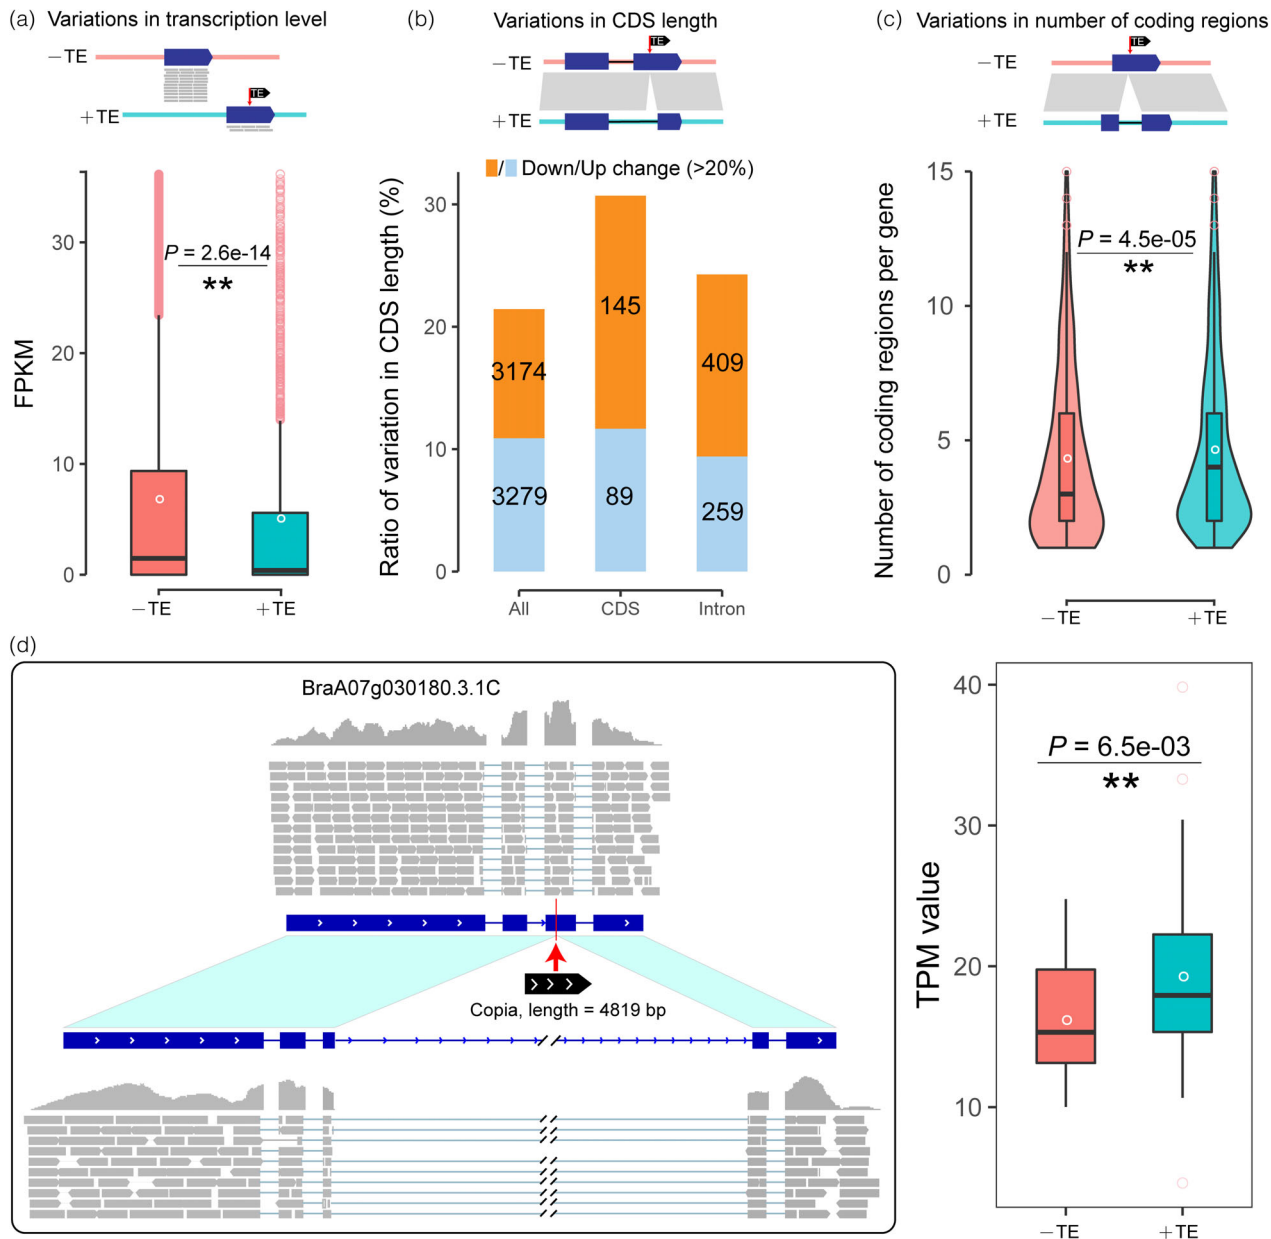 (a) Variations in transcription level
−TE
TE
+TE
FPKM
30
20
10
0
P = 2.6e-14
**
−TE +TE
(b) Variations in CDS length
TE
−TE
+TE
/ Down/Up change (>20%)
Ratio of variation in CDS length (%)
30
20
10
0
3174
3279
145
89
409
259
All CDS Intron
(c) Variations in number of coding regions
TE
−TE
+TE
Number of coding regions per gene
15
10
5
0
P = 4.5e-05
**
−TE +TE
(d)
BraA07g030180.3.1C
Copia, length = 4819 bp
TPM value
40
30
20
10
P = 6.5e-03
**
−TE +TE